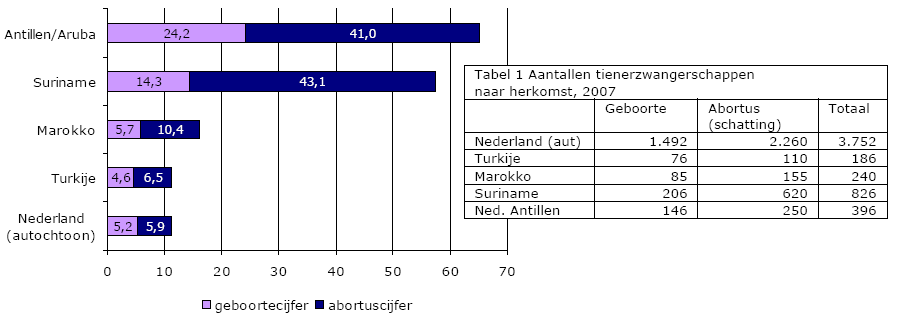 Antillen/Aruba 24,2 41,0
Suriname 14,3 43,1
Marokko 5,7 10,4
Turkije 4,6 6,5
Nederland
(autochtoon) 5,2 5,9
0 10 20 30 40 50 60 70
geboortecijfer abortuscijfer
Tabel 1 Aantallen tienerzwangerschappen
naar herkomst, 2007
Geboorte Abortus Totaal
(schatting)
Nederland (aut) 1.492 2.260 3.752
Turkije 76 110 186
Marokko 85 155 240
Suriname 206 620 826
Ned. Antillen 146 250 396